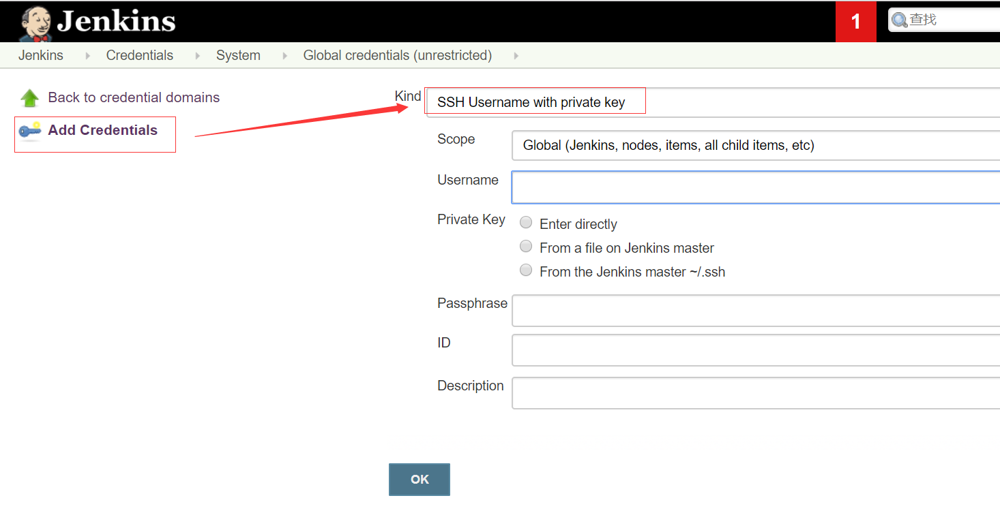 Jenkins
1
查找
Jenkins Credentials System Global credentials (unrestricted)
Back to credential domains
Add Credentials
Kind SSH Username with private key
Scope Global (Jenkins, nodes, items, all child items, etc)
Username
Private Key Enter directly
From a file on Jenkins master
From the Jenkins master ~/.ssh
Passphrase
ID
Description
OK